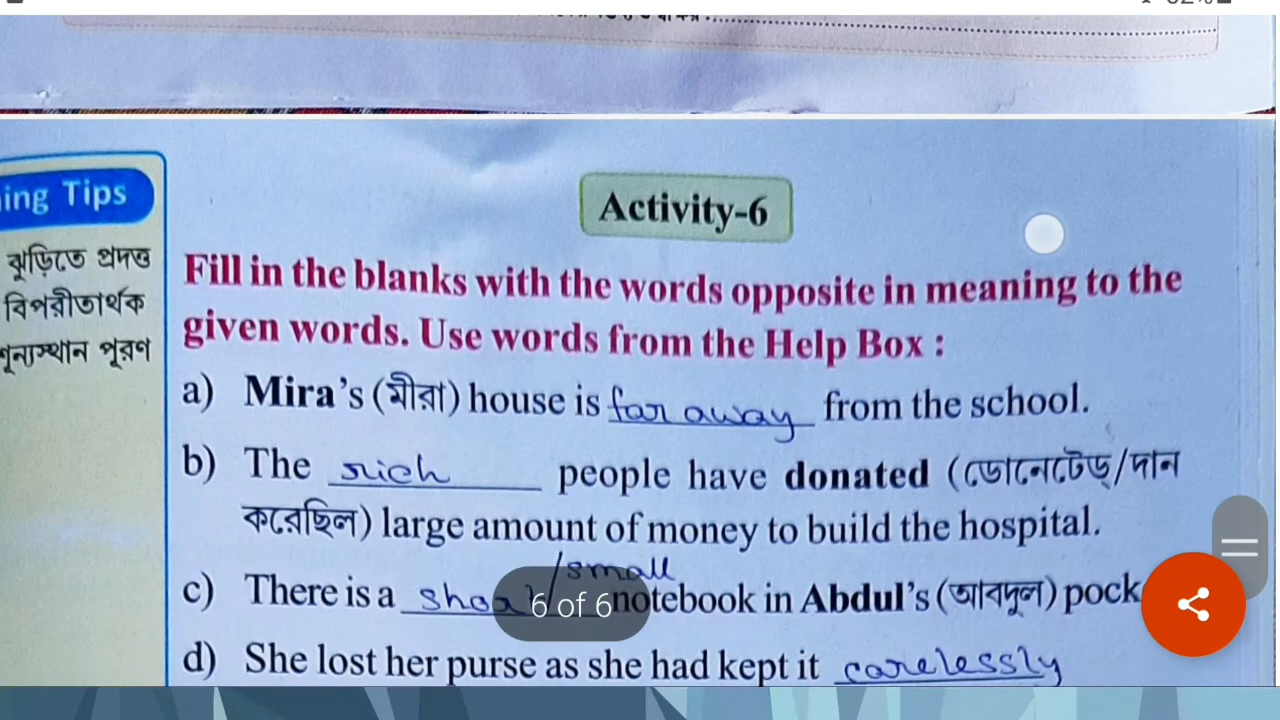 ing Tips
ঝুড়িতে প্রদত্ত
বিপরীতার্থক
শূন্যস্থান পূরণ
Activity-6
Fill in the blanks with the words opposite in meaning to the
given words. Use words from the Help Box :
a) Mira's (মীরা) house is far away from the school.
b) The rich people have donated (ডোনেটেড্/দান
করেছিল) large amount of money to build the hospital.
/small
c) There is a notebook in Abdul's (আবদুল) pock
6 of 6
d) She lost her purse as she had kept it carelessly